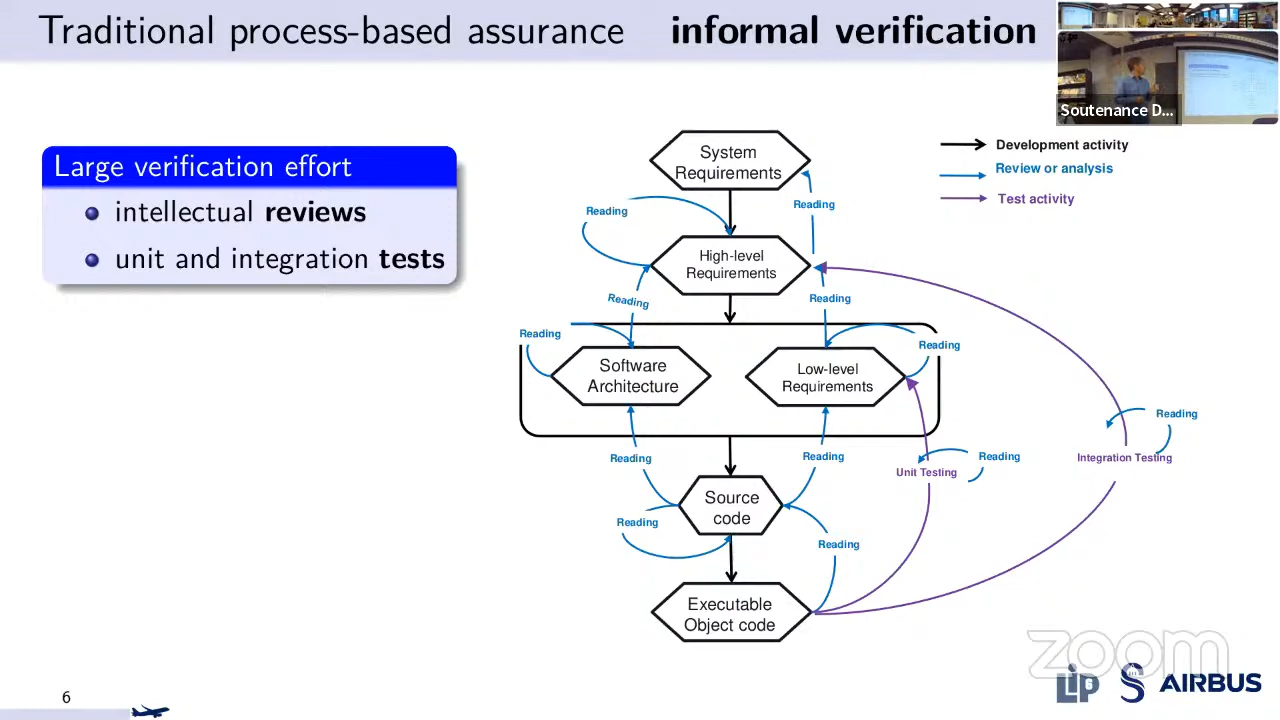 Traditional process-based assurance informal verification
Soutenance D...
Large verification effort
intellectual reviews
unit and integration tests
Development activity
Review or analysis
Test activity
System
Requirements
Reading
Reading
High-level
Requirements
Reading
Reading
Reading
Reading
Software
Architecture
Low-level
Requirements
Reading
Reading
Reading
Reading
Unit Testing
Integration Testing
Source
code
Reading
Reading
Executable
Object code
zoom
LIP6
AIRBUS
6